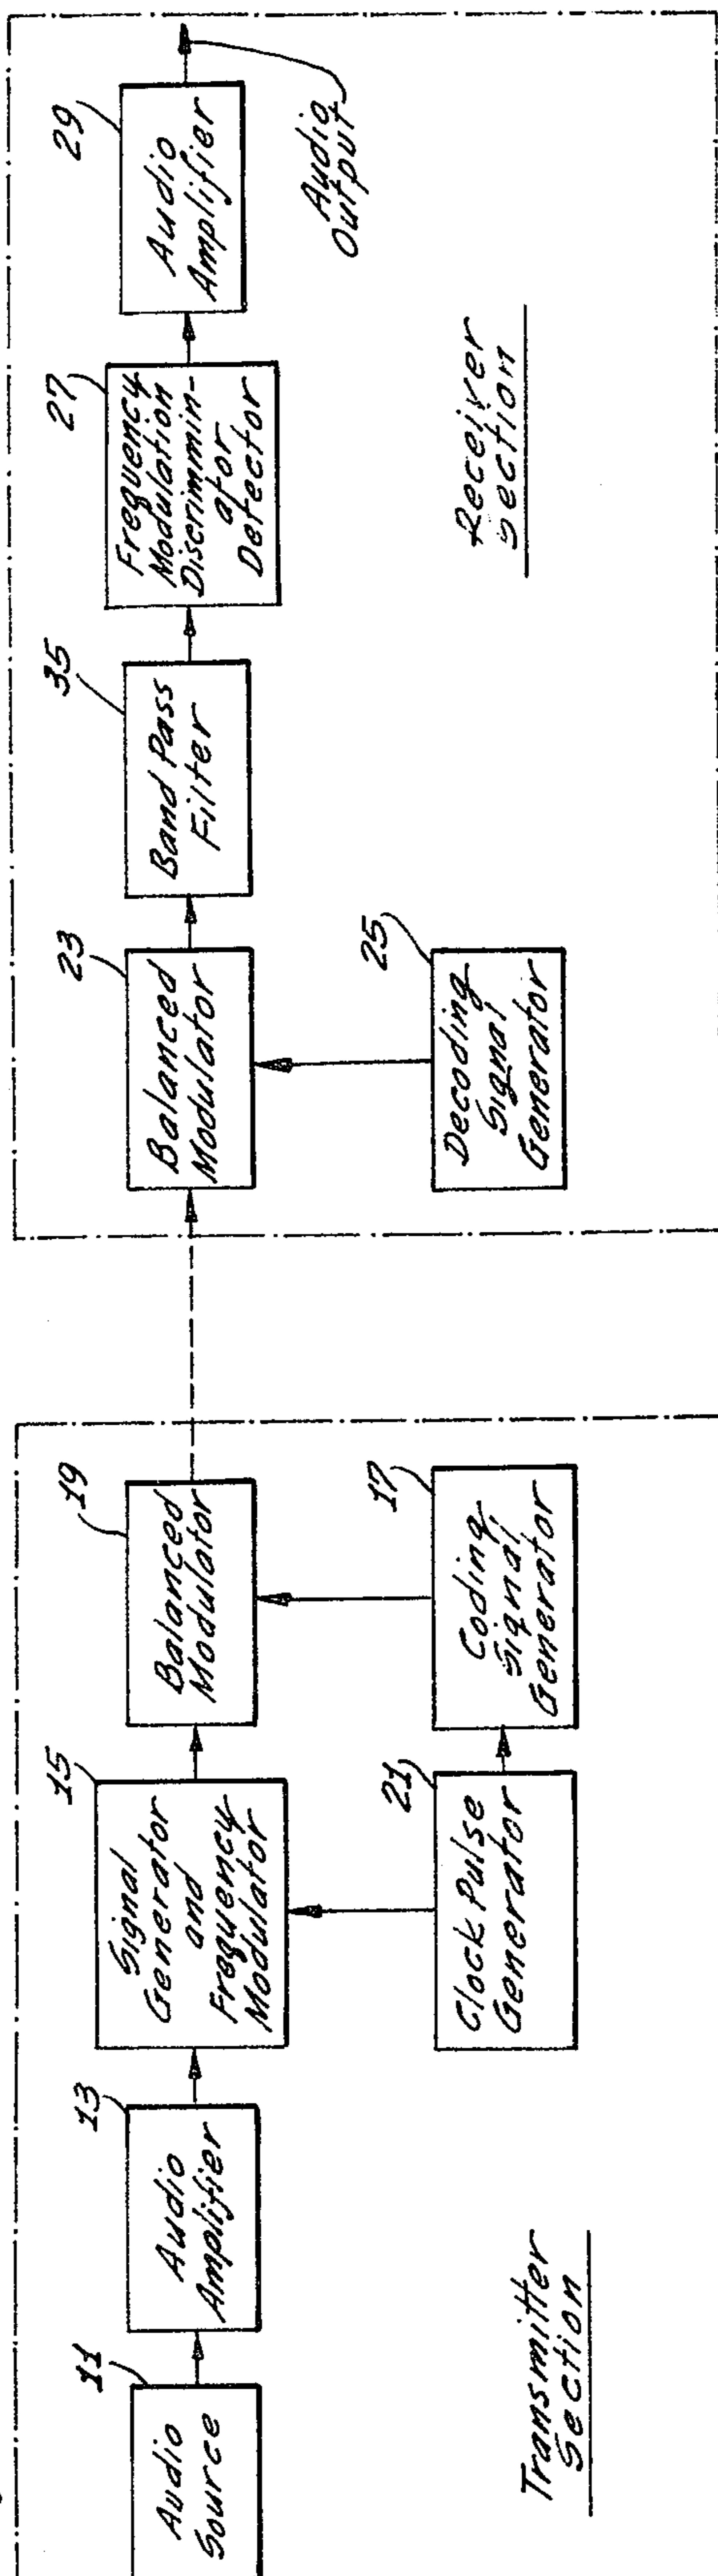 11
Audio
Source
13
Audio
Amplifier
15
Signal
Generator
and
Frequency
Modulator
19
Balanced
Modulator
21
Clock Pulse
Generator
17
Coding
Signal
Generator
Transmitter
Section
23
Balanced
Modulator
35
Band Pass
Filter
27
Frequency
Modulation
Discrimmin-
ator
Detector
29
Audio
Amplifier
Audio
Output
25
Decoding
Signal
Generator
Receiver
Section